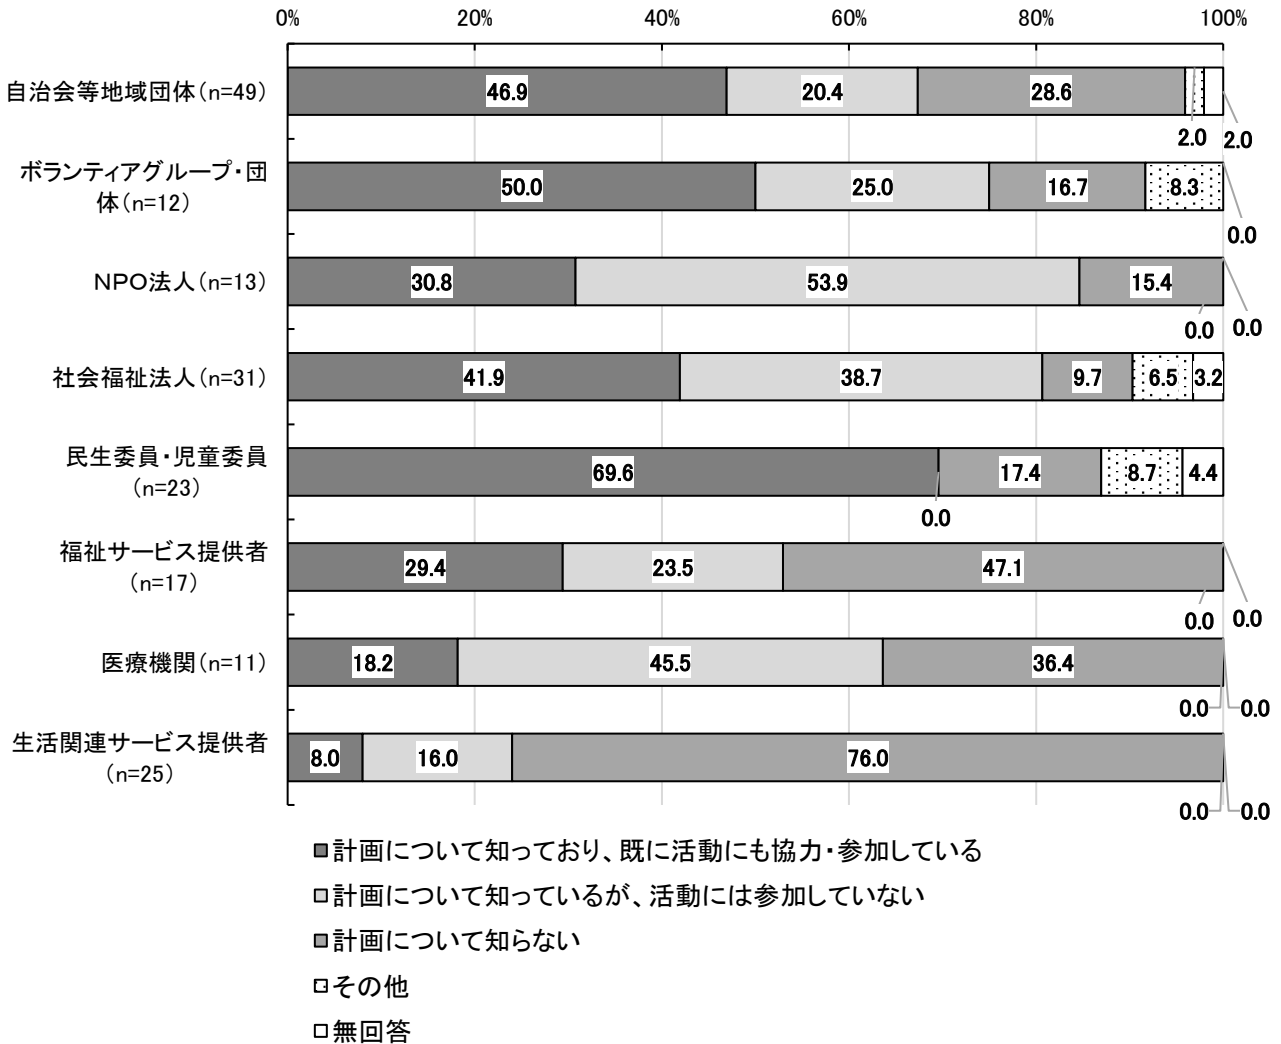 0% 20% 40% 60% 80% 100%
自治会等地域団体(n=49) 46.9 20.4 28.6
2.0 2.0
ボランティアグループ・団
体(n=12) 50.0 25.0 16.7 8.3
0.0
NPO法人(n=13) 30.8 53.9 15.4
0.0 0.0
社会福祉法人(n=31) 41.9 38.7 9.7 6.5 3.2
民生委員・児童委員
(n=23) 69.6 17.4 8.7 4.4
0.0
福祉サービス提供者
(n=17) 29.4 23.5 47.1
0.0 0.0
医療機関(n=11) 18.2 45.5 36.4
0.0 0.0
生活関連サービス提供者
(n=25) 8.0 16.0 76.0
0.0 0.0
計画について知っており、既に活動にも協力・参加している
計画について知っているが、活動には参加していない
計画について知らない
その他
無回答